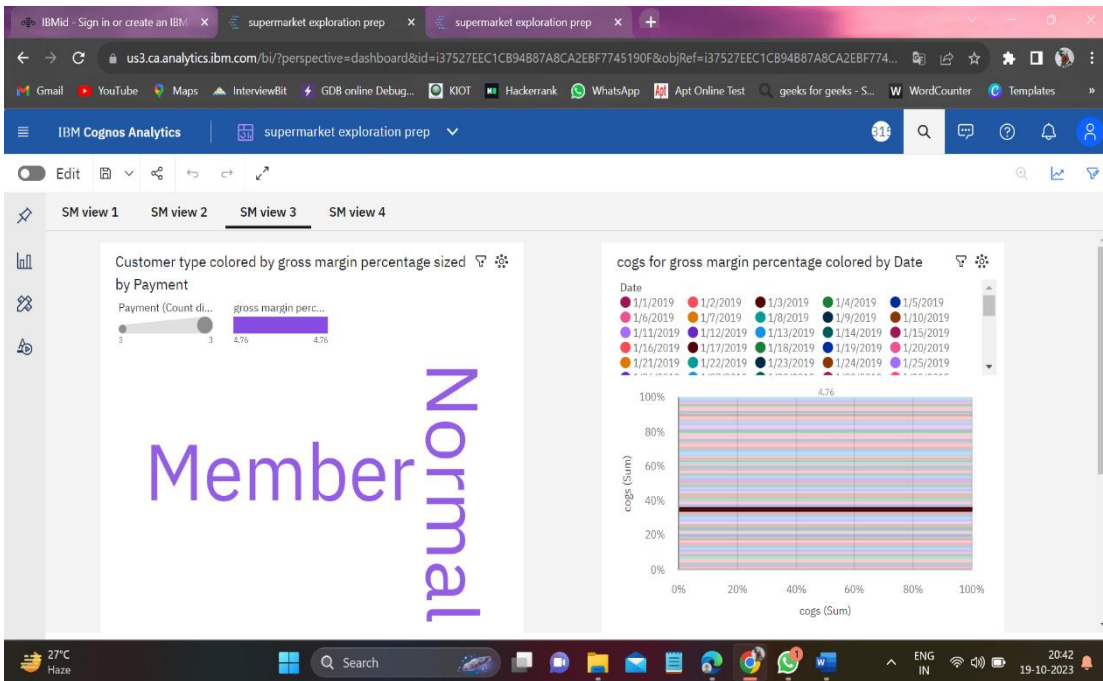 IBMid - Sign in or create an IBM
supermarket exploration prep
supermarket exploration prep
us3.ca.analytics.ibm.com/bi/?perspective=dashboard&id=i37527EEC1CB94B87A8CA2EBF7745190F&objRef=i37527EEC1CB94B87A8CA2EBF774...
Gmail YouTube Maps InterviewBit GDB online Debug... KIOT Hackerrank WhatsApp Apt Online Test geeks for geeks - S... WordCounter Templates »
IBM Cognos Analytics supermarket exploration prep
Edit
SM view 1 SM view 2 SM view 3 SM view 4
Customer type colored by gross margin percentage sized
by Payment
Payment (Count di... gross margin perc...
3 3 4.76 4.76
Member
Normal
cogs for gross margin percentage colored by Date
Date
1/1/2019 1/2/2019 1/3/2019 1/4/2019 1/5/2019
1/6/2019 1/7/2019 1/8/2019 1/9/2019 1/10/2019
1/11/2019 1/12/2019 1/13/2019 1/14/2019 1/15/2019
1/16/2019 1/17/2019 1/18/2019 1/19/2019 1/20/2019
1/21/2019 1/22/2019 1/23/2019 1/24/2019 1/25/2019
4.76
100%
80%
60%
40%
20%
0%
cogs (Sum)
0% 20% 40% 60% 80% 100%
cogs (Sum)
27°C
Haze
Search
ENG
IN
20:42
19-10-2023